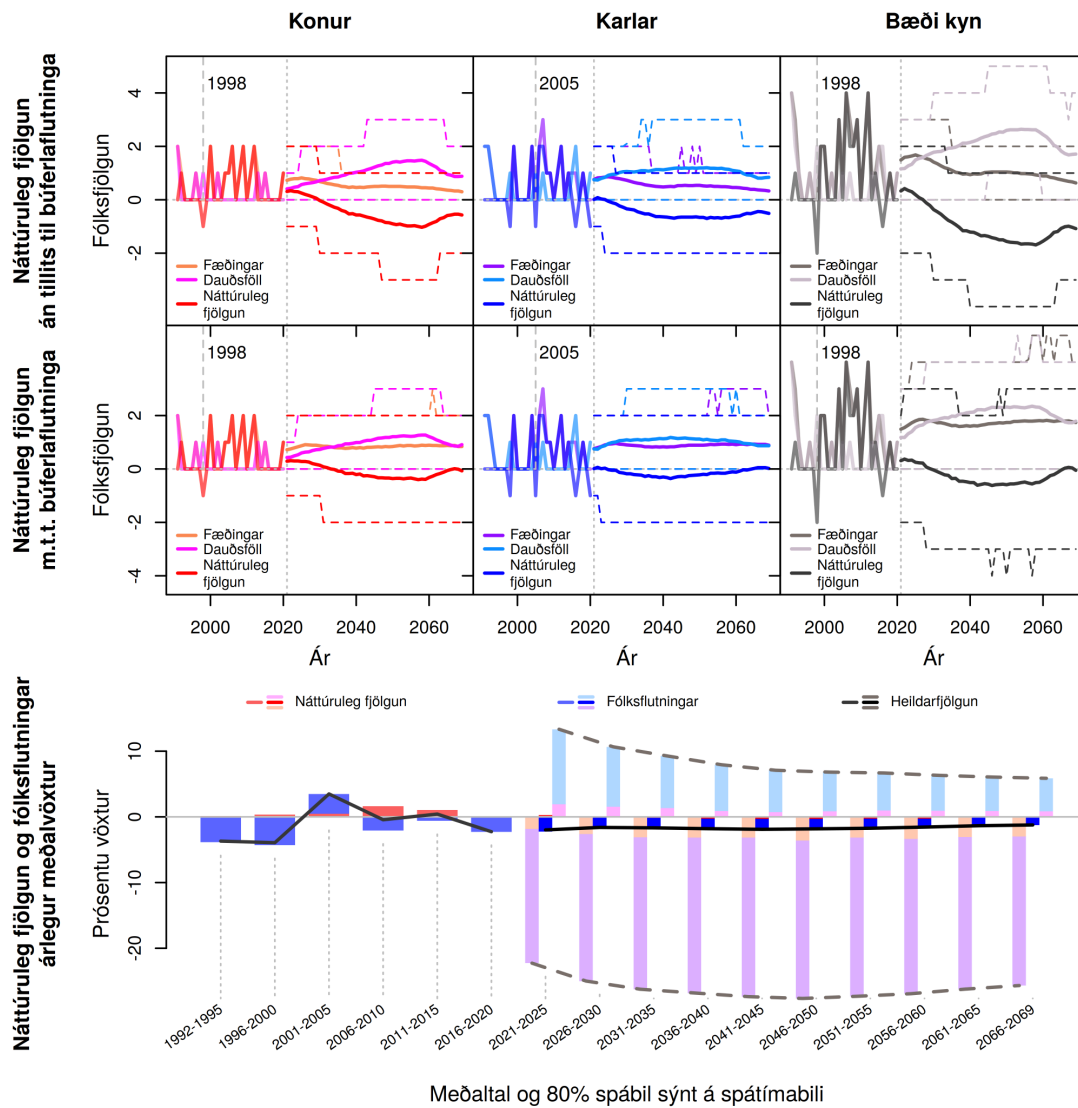 Konur
Karlar
Bæði kyn
Náttúruleg fjölgun
án tillits til búferlaflutninga
Fólksfjölgun
4
2
0
-2
1998
Fæðingar
Dauðsföll
Náttúruleg
fjölgun
2005
Fæðingar
Dauðsföll
Náttúruleg
fjölgun
1998
Fæðingar
Dauðsföll
Náttúruleg
fjölgun
Náttúruleg fjölgun
m.t.t. búferlaflutninga
Fólksfjölgun
2
0
-2
-4
1998
Fæðingar
Dauðsföll
Náttúruleg
fjölgun
2005
Fæðingar
Dauðsföll
Náttúruleg
fjölgun
1998
Fæðingar
Dauðsföll
Náttúruleg
fjölgun
2000 2020 2040 2060
2000 2020 2040 2060
2000 2020 2040 2060
Ár
Ár
Ár
Náttúruleg fjölgun og fólksflutningar
árlegur meðalvöxtur
Prósentu vöxtur
Náttúruleg fjölgun
Fólksflutningar
Heildarfjölgun
10
0
-10
-20
1992-1995
1996-2000
2001-2005
2006-2010
2011-2015
2016-2020
2021-2025
2026-2030
2031-2035
2036-2040
2041-2045
2046-2050
2051-2055
2056-2060
2061-2065
2066-2069
Meðaltal og 80% spábil sýnt á spátímabili